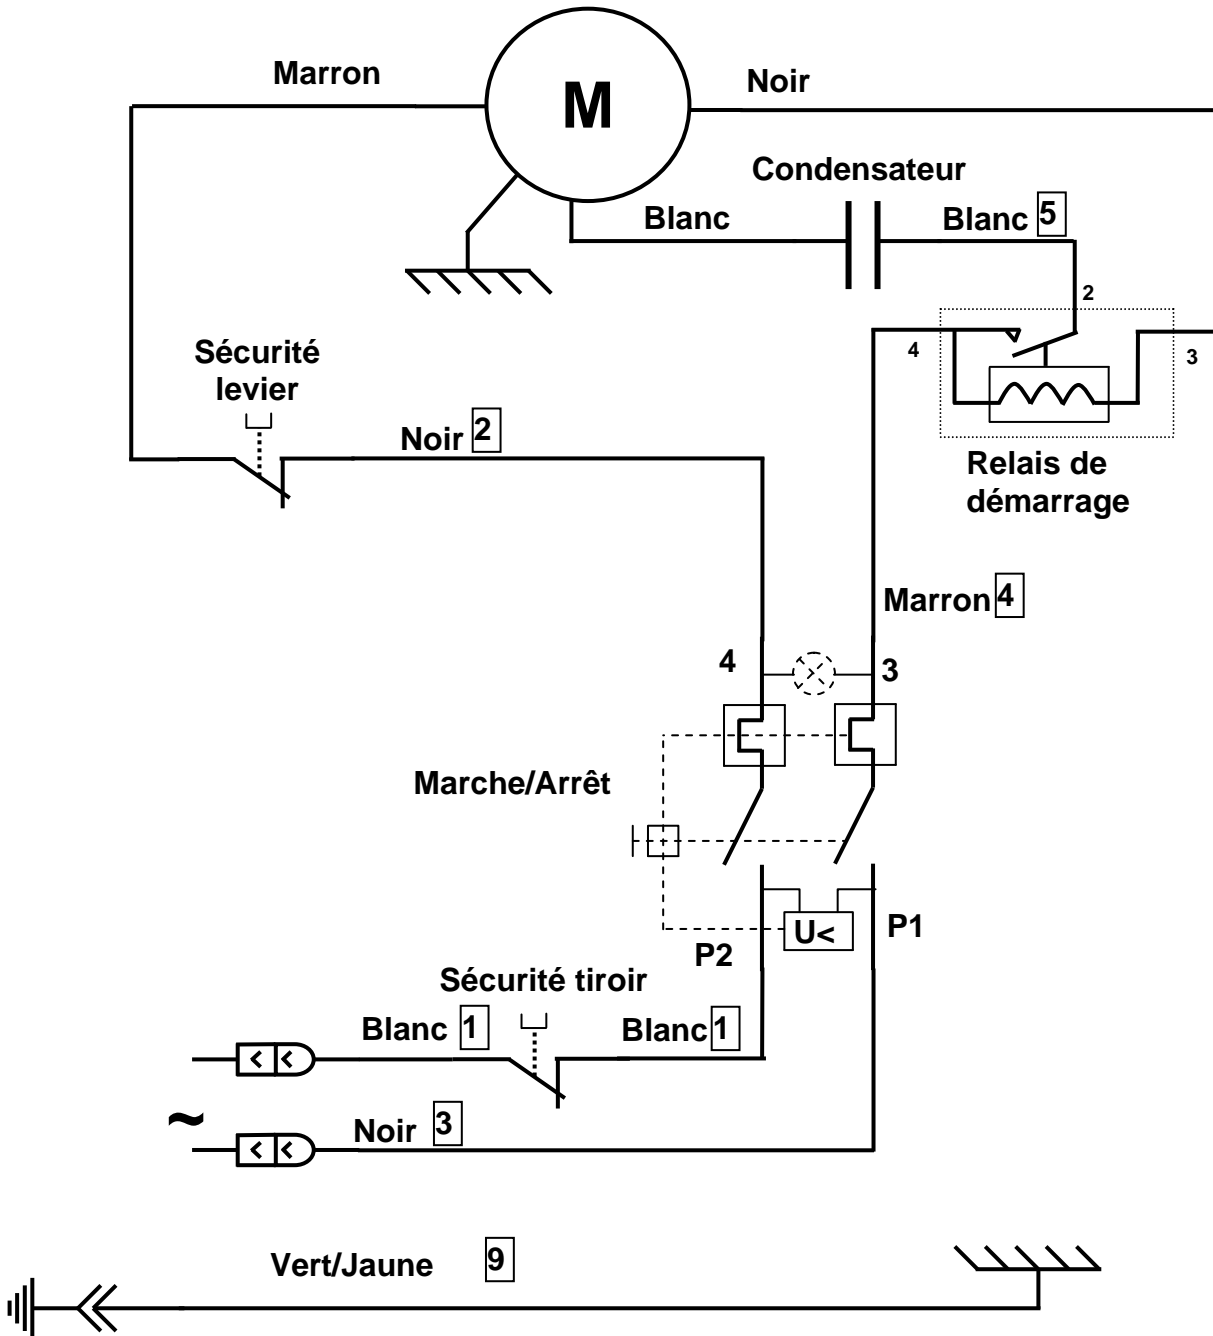 Marron
M
Noir
Condensateur
Blanc
Blanc 5
2
4
3
Sécurité
levier
Noir 2
Relais de
démarrage
Marron 4
4
3
Marche/Arrêt
U<
P1
P2
Sécurité tiroir
Blanc 1
Blanc 1
~
Noir 3
Vert/Jaune 9